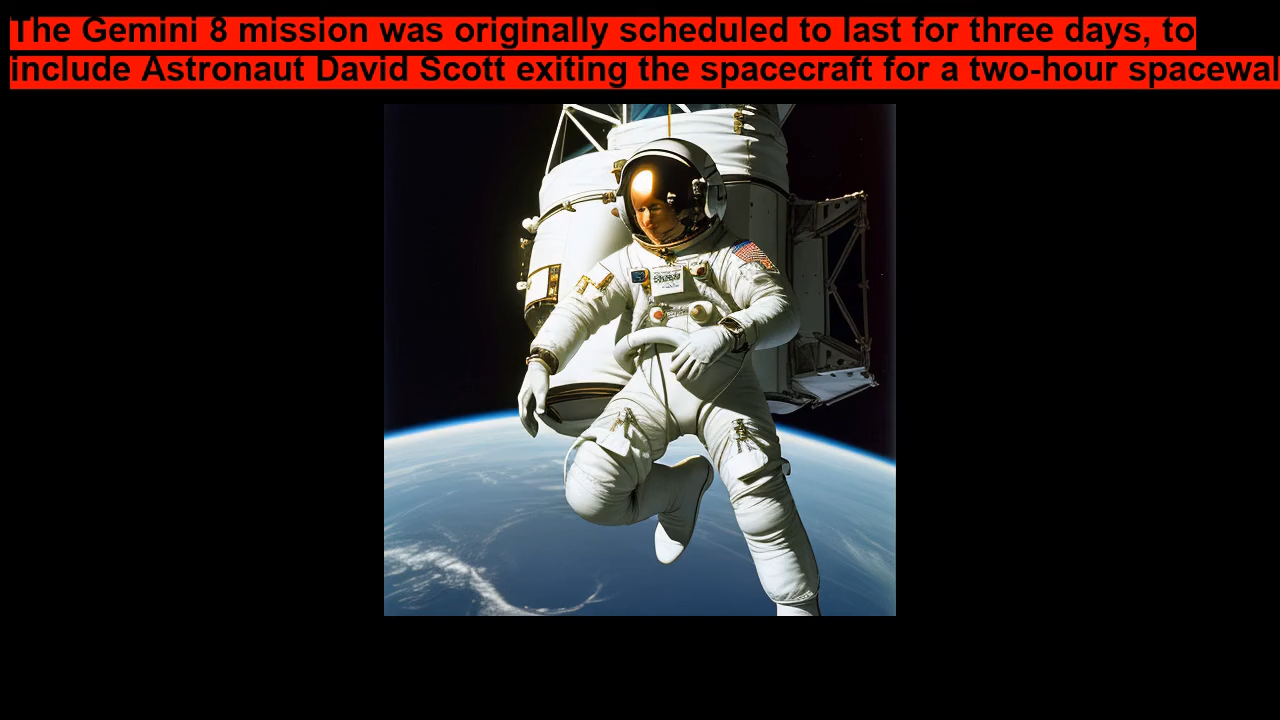 The Gemini 8 mission was originally scheduled to last for three days, to
include Astronaut David Scott exiting the spacecraft for a two-hour spacewal